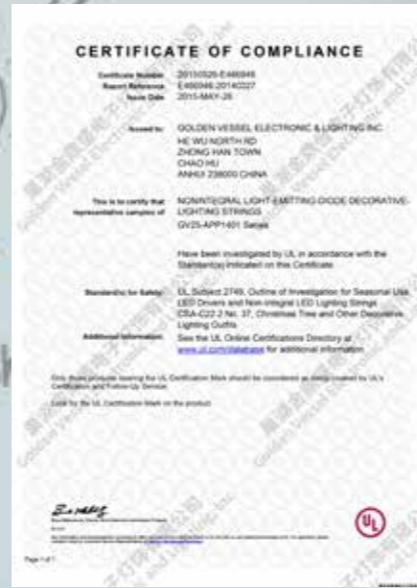 CERTIFICATE OF COMPLIANCE
Certificate Number 20150526-E466946
Report Reference E466946-20140227
Issue Date 2015-MAY-26
Issued to: GOLDEN VESSEL ELECTRONIC & LIGHTING INC
HE WU NORTH RD
ZHONG HAN TOWN
CHAO HU
ANHUI 238000 CHINA
This is to certify that NONINTEGRAL LIGHT-EMITTING-DIODE DECORATIVE-
representative samples of LIGHTING STRINGS
GV25-APP1401 Series
Have been investigated by UL in accordance with the
Standard(s) indicated on this Certificate.
Standard(s) for Safety: UL Subject 2749, Outline of Investigation for Seasonal Use
LED Drivers and Non-Integral LED Lighting Strings
CSA-C22.2 No. 37, Christmas Tree and Other Decorative
Lighting Outfits
Additional Information: See the UL Online Certifications Directory at
www.ul.com/database for additional information
Only those products bearing the UL Certification Mark should be considered as being covered by UL's
Certification and Follow-Up Service.
Look for the UL Certification Mark on the product.
UL
Page 1 of 1